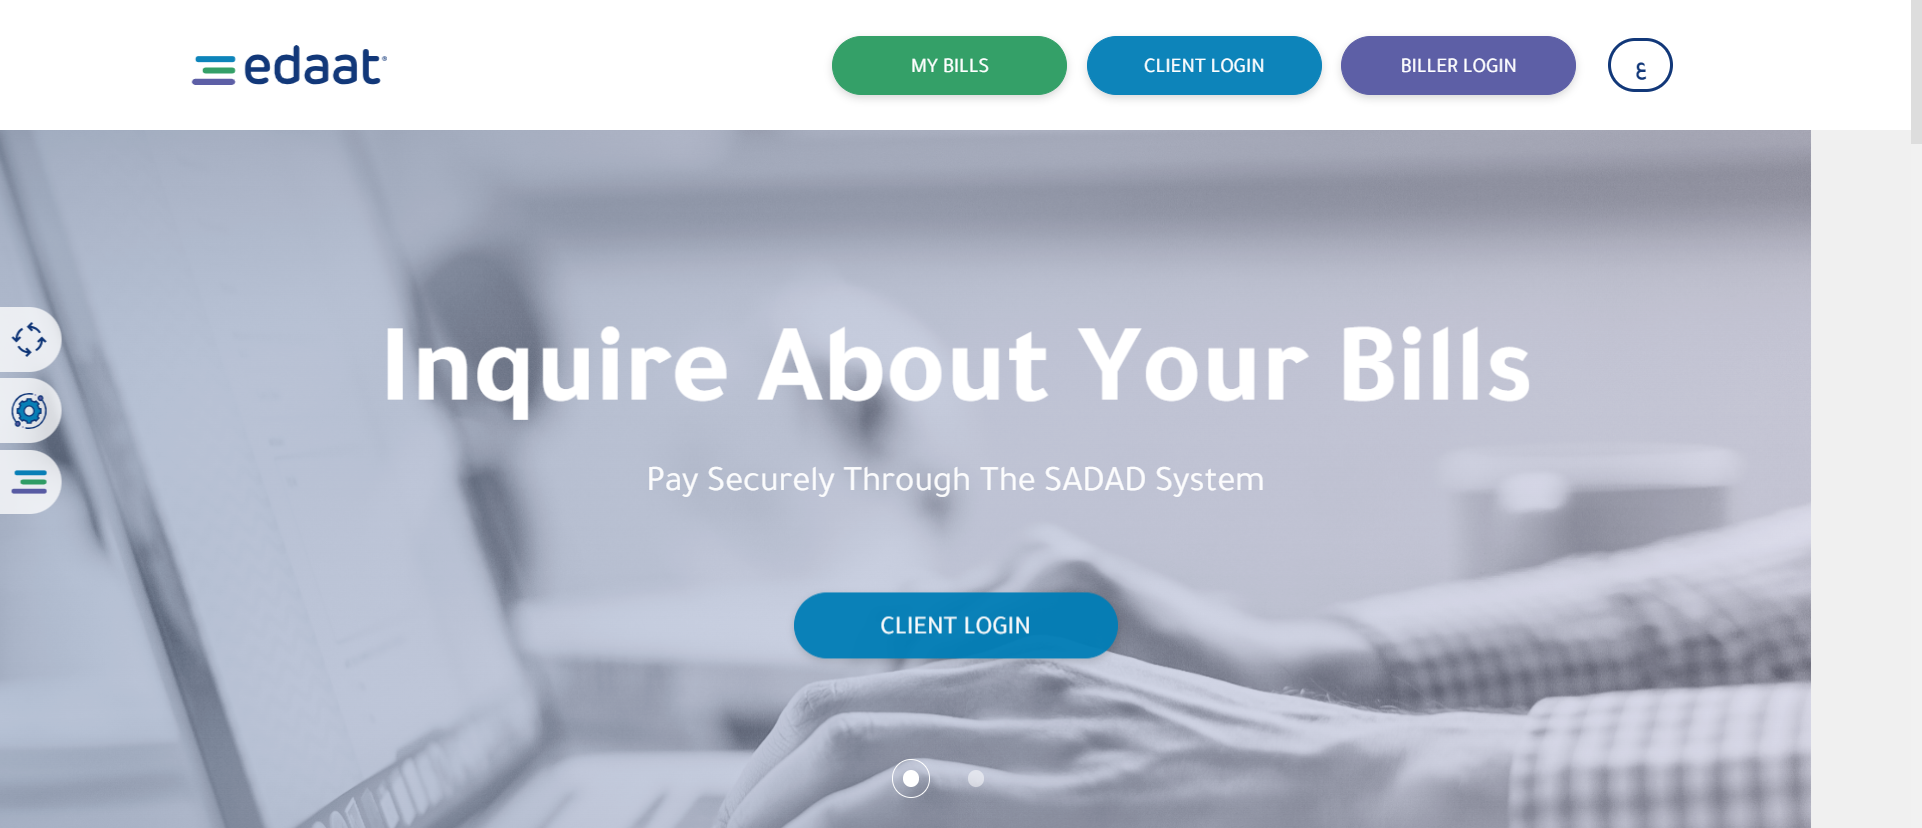 edaat®
MY BILLS
CLIENT LOGIN
BILLER LOGIN
ع
Inquire About Your Bills
Pay Securely Through The SADAD System
CLIENT LOGIN